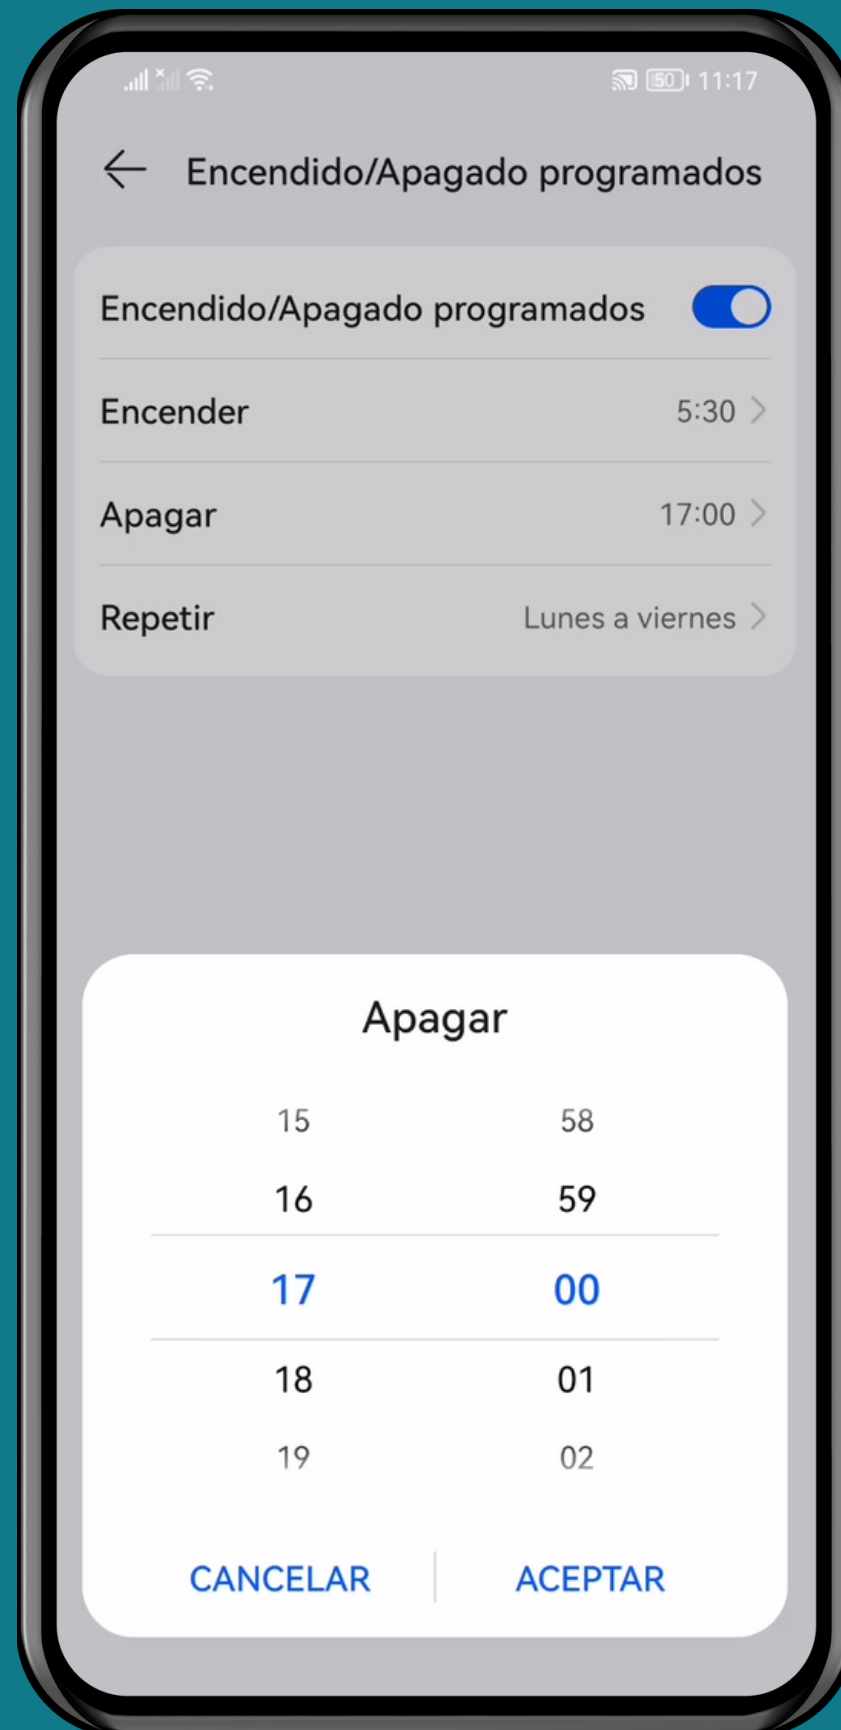 50 11:17
Encendido/Apagado programados
Encendido/Apagado programados
Encender 5:30
Apagar 17:00
Repetir Lunes a viernes
Apagar
15 58
16 59
17 00
18 01
19 02
CANCELAR ACEPTAR